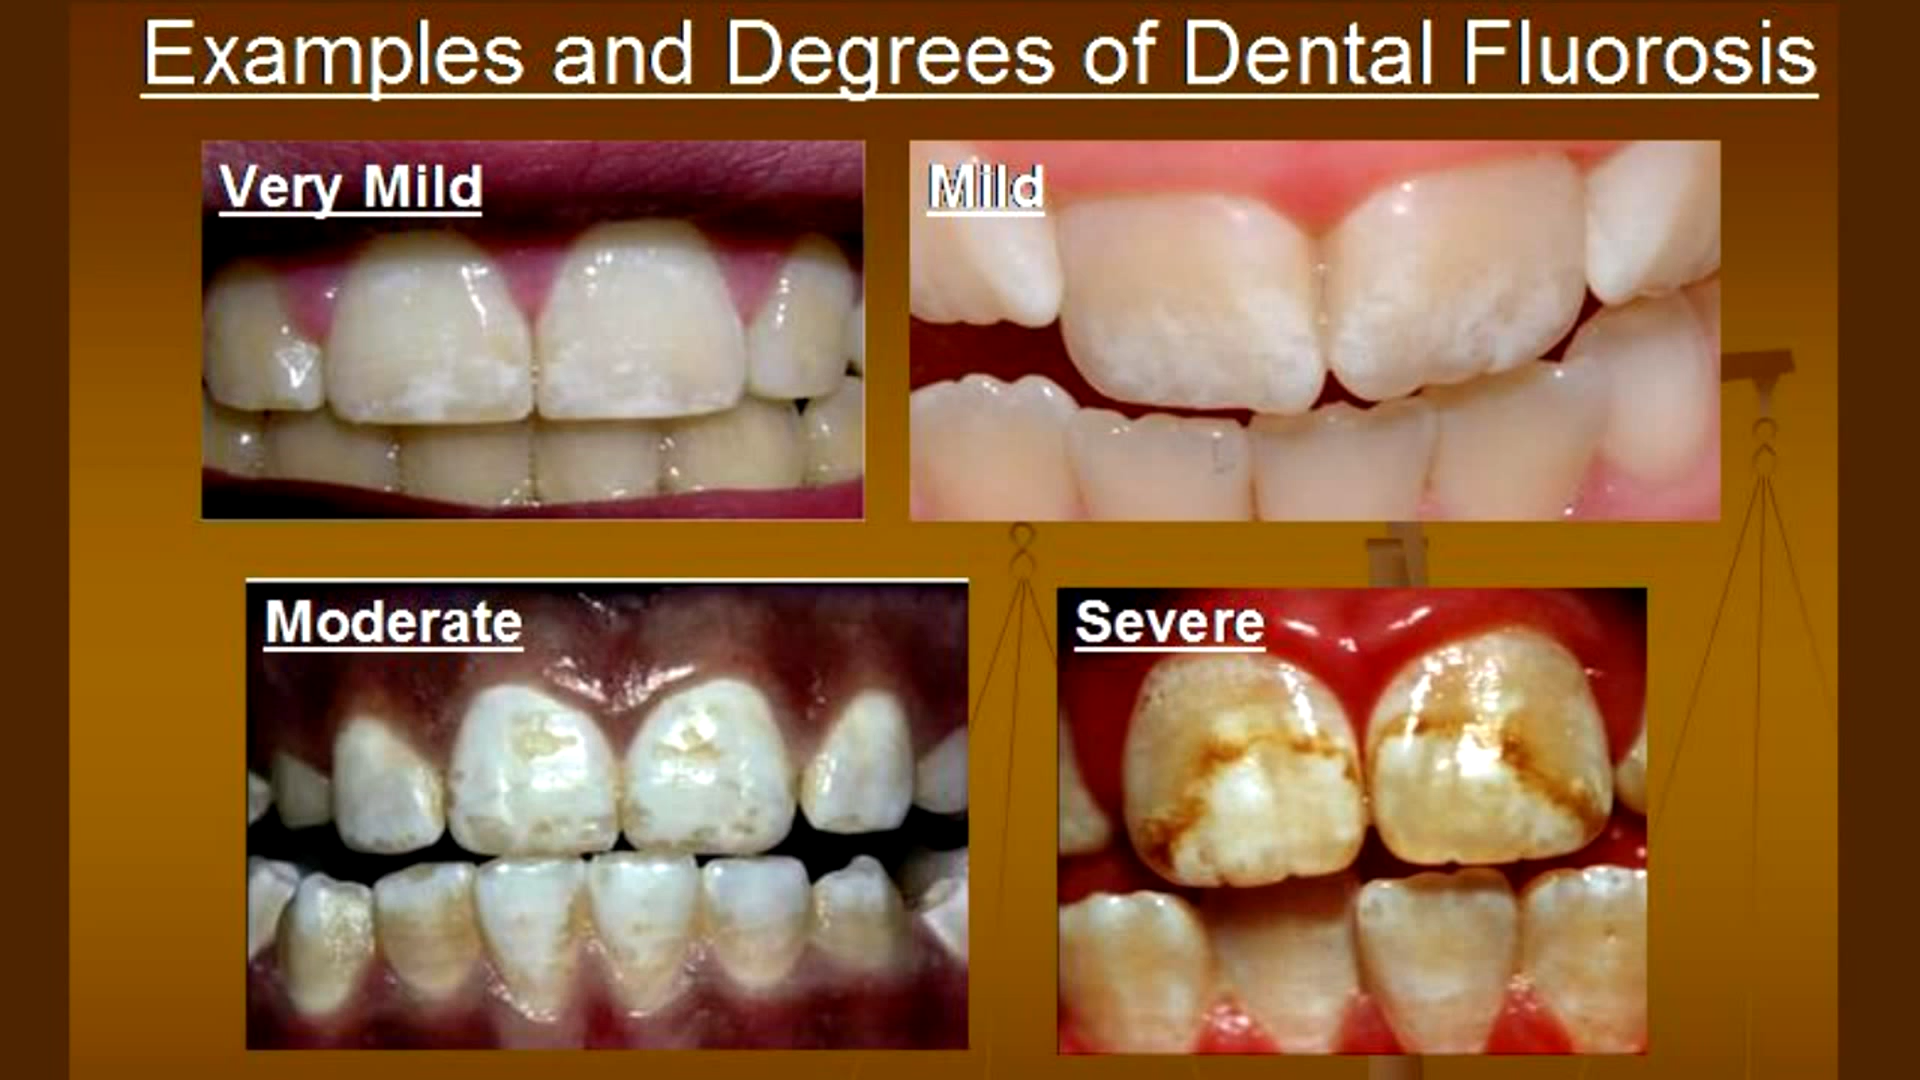 Examples and Degrees of Dental Fluorosis
Very Mild
Mild
Moderate
Severe